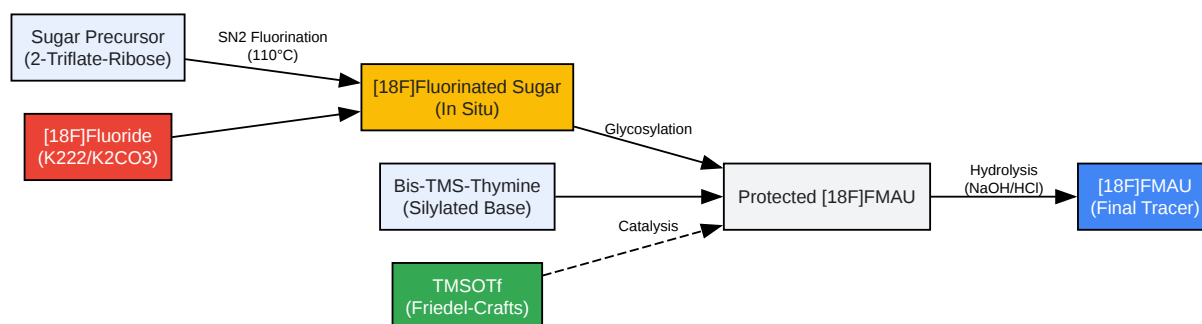 Sugar Precursor
(2-Triflate-Ribose)
SN2 Fluorination
(110°C)
[18F]Fluoride
(K222/K2CO3)
[18F]Fluorinated Sugar
(In Situ)
Glycosylation
Bis-TMS-Thymine
(Silylated Base)
Catalysis
TMSOTf
(Friedel-Crafts)
Protected [18F]FMAU
Hydrolysis
(NaOH/HCl)
[18F]FMAU
(Final Tracer)